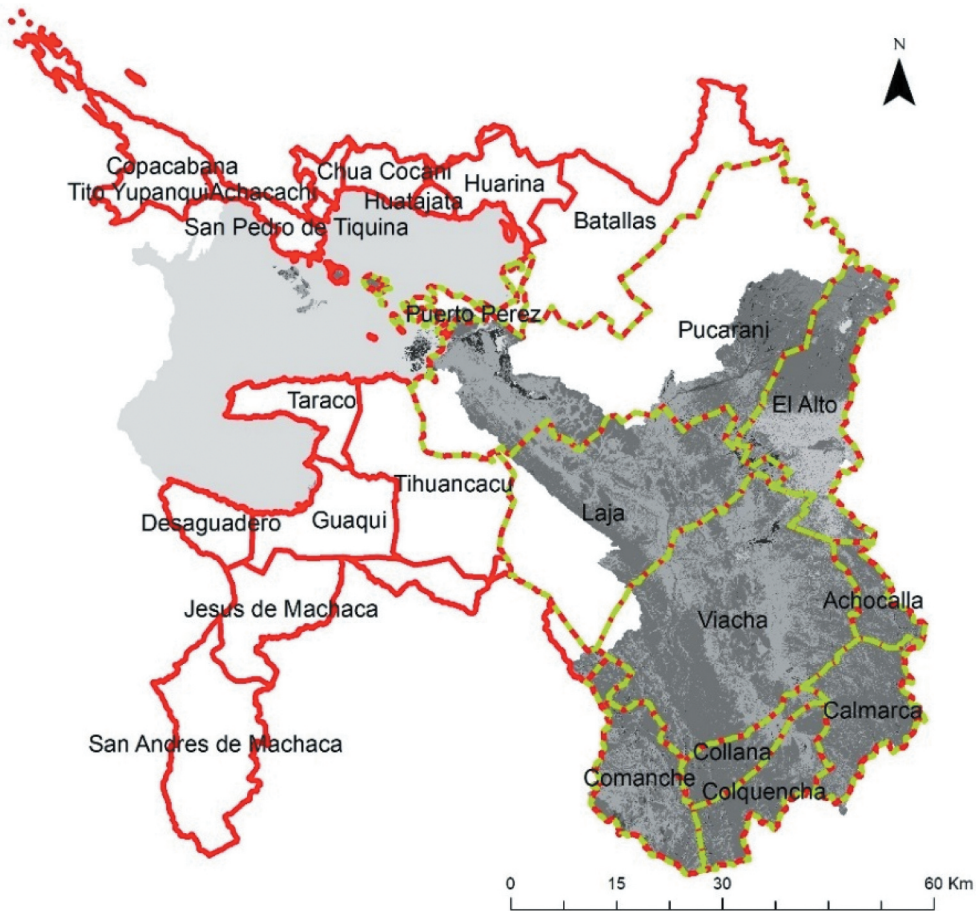 N
Copacabana
Chua Cocani
Huarina
Tito Yupanqui
Achacachi
Huatajata
San Pedro de Tiquina
Batallas
Puerto Perez
Pucarani
Taraco
El Alto
Tihuancacu
Laja
Desaguadero
Guaqui
Jesus de Machaca
Viacha
Achocalla
Calmarca
San Andres de Machaca
Collana
Comanche
Colquencha
0 15 30 60 Km